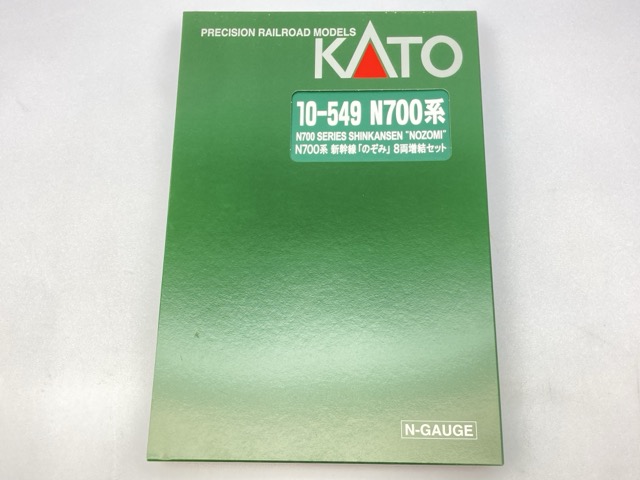 PRECISION RAILROAD MODELS
KATO
10-549 N700系
N700 SERIES SHINKANSEN "NOZOMI"
N700系 新幹線「のぞみ」 8両増結セット
N-GAUGE